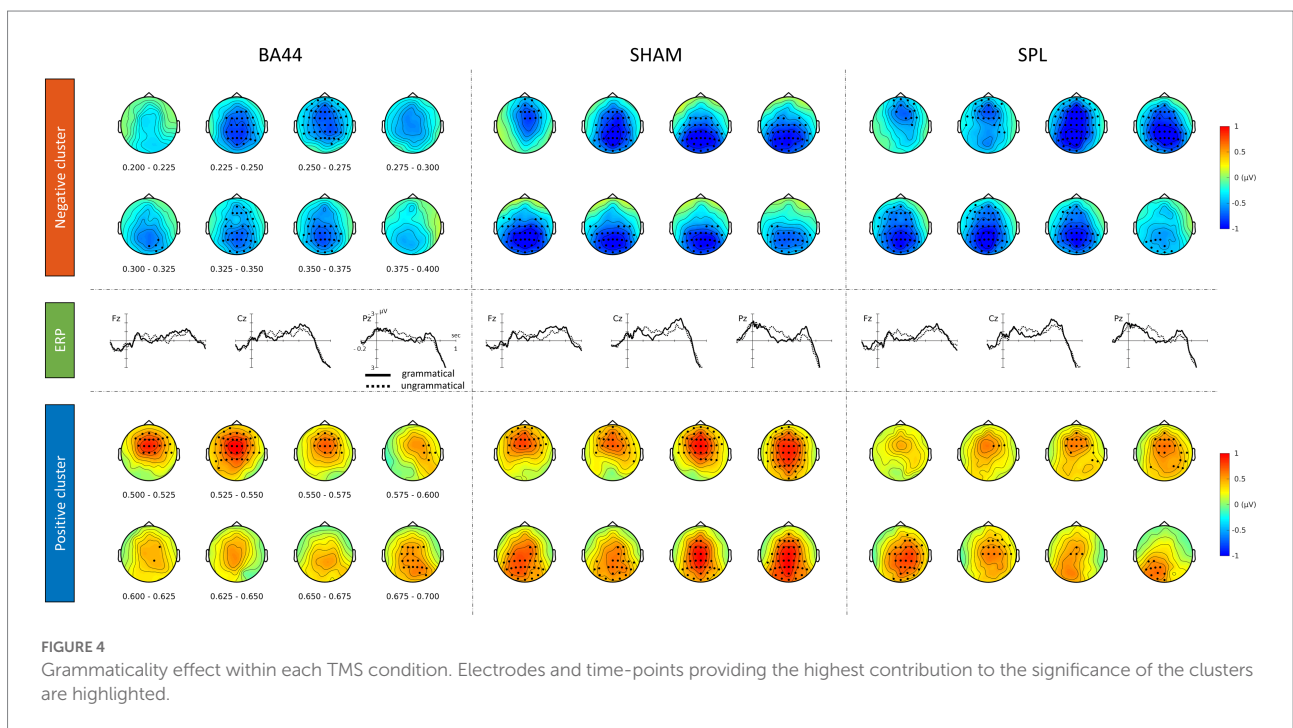 BA44
SHAM
SPL
Negative cluster
0.200 - 0.225
0.225 - 0.250
0.250 - 0.275
0.275 - 0.300
1
0.5
0 (µV)
-0.5
-1
0.300 - 0.325
0.325 - 0.350
0.350 - 0.375
0.375 - 0.400
ERP
Fz
Cz
Pz
-3
µV
sec
-0.2
1
3
grammatical
ungrammatical
Fz
Cz
Pz
Fz
Cz
Pz
Positive cluster
0.500 - 0.525
0.525 - 0.550
0.550 - 0.575
0.575 - 0.600
1
0.5
0 (µV)
-0.5
-1
0.600 - 0.625
0.625 - 0.650
0.650 - 0.675
0.675 - 0.700
FIGURE 4
Grammaticality effect within each TMS condition. Electrodes and time-points providing the highest contribution to the significance of the clusters
are highlighted.